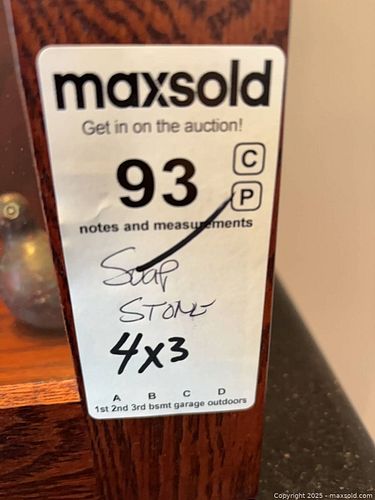 maxsold
Get in on the auction!
93
C
P
notes and measurements
Soap
STONE
4x3
A B C D
1st 2nd 3rd bsmt garage outdoors
Copyright 2025 - maxsold.com